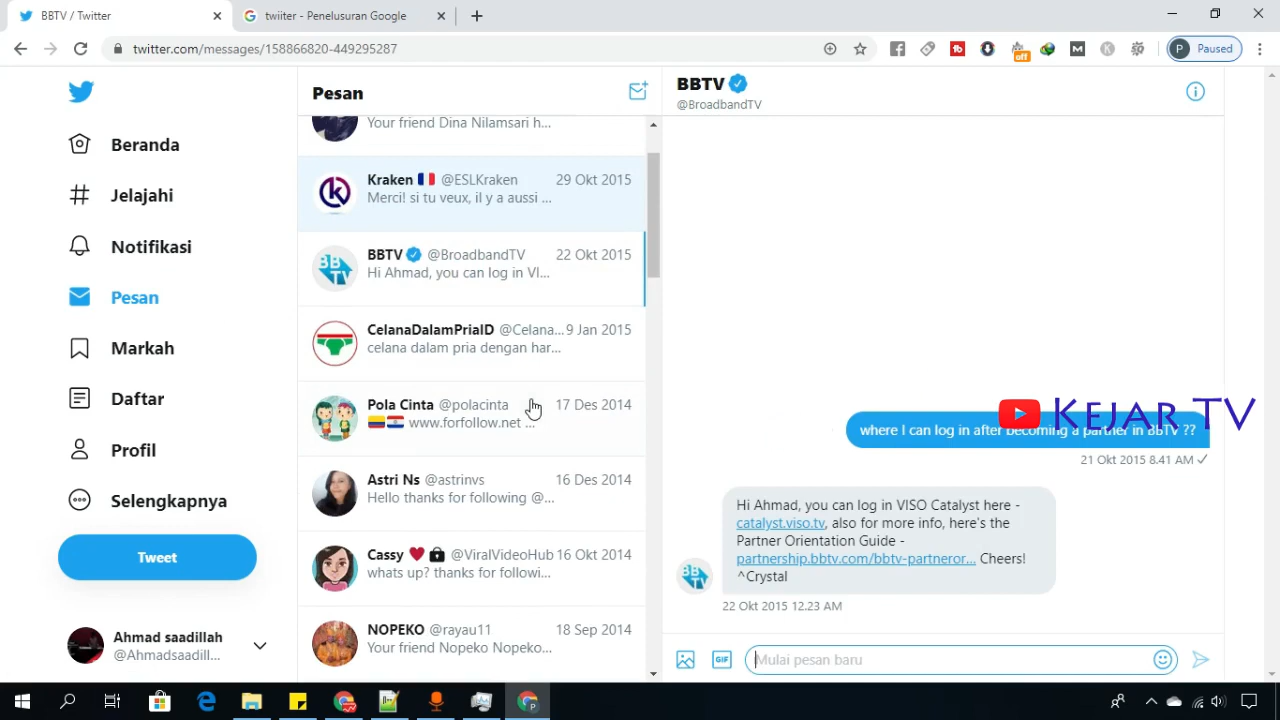 BBTV / Twitter
twiiter - Penelusuran Google
twitter.com/messages/158866820-449295287
off
P
Paused
Beranda
Jelajahi
Notifikasi
Pesan
Markah
Daftar
Profil
Selengkapnya
Tweet
Ahmad saadillah
@Ahmadsaadill...
Pesan
Your friend Dina Nilamsari h...
Kraken 🇫🇷 @ESLKraken 29 Okt 2015
Merci! si tu veux, il y a aussi ...
BBTV @BroadbandTV 22 Okt 2015
Hi Ahmad, you can log in VI...
CelanaDalamPriaID @Celana... 9 Jan 2015
celana dalam pria dengan har...
Pola Cinta @polacinta 17 Des 2014
www.forfollow.net ...
Astri Ns @astrinvs 16 Des 2014
Hello thanks for following @...
Cassy @ViralVideoHub 16 Okt 2014
whats up? thanks for followi...
NOPEKO @rayau11 18 Sep 2014
Your friend Nopeko Nopeko...
BBTV
@BroadbandTV
KEJAR TV
where I can log in after becoming a partner in BBTV ??
21 Okt 2015 8.41 AM
Hi Ahmad, you can log in VISO Catalyst here -
catalyst.viso.tv, also for more info, here's the
Partner Orientation Guide -
partnership.bbtv.com/bbtv-partneror... Cheers!
^Crystal
22 Okt 2015 12.23 AM
GIF
Mulai pesan baru